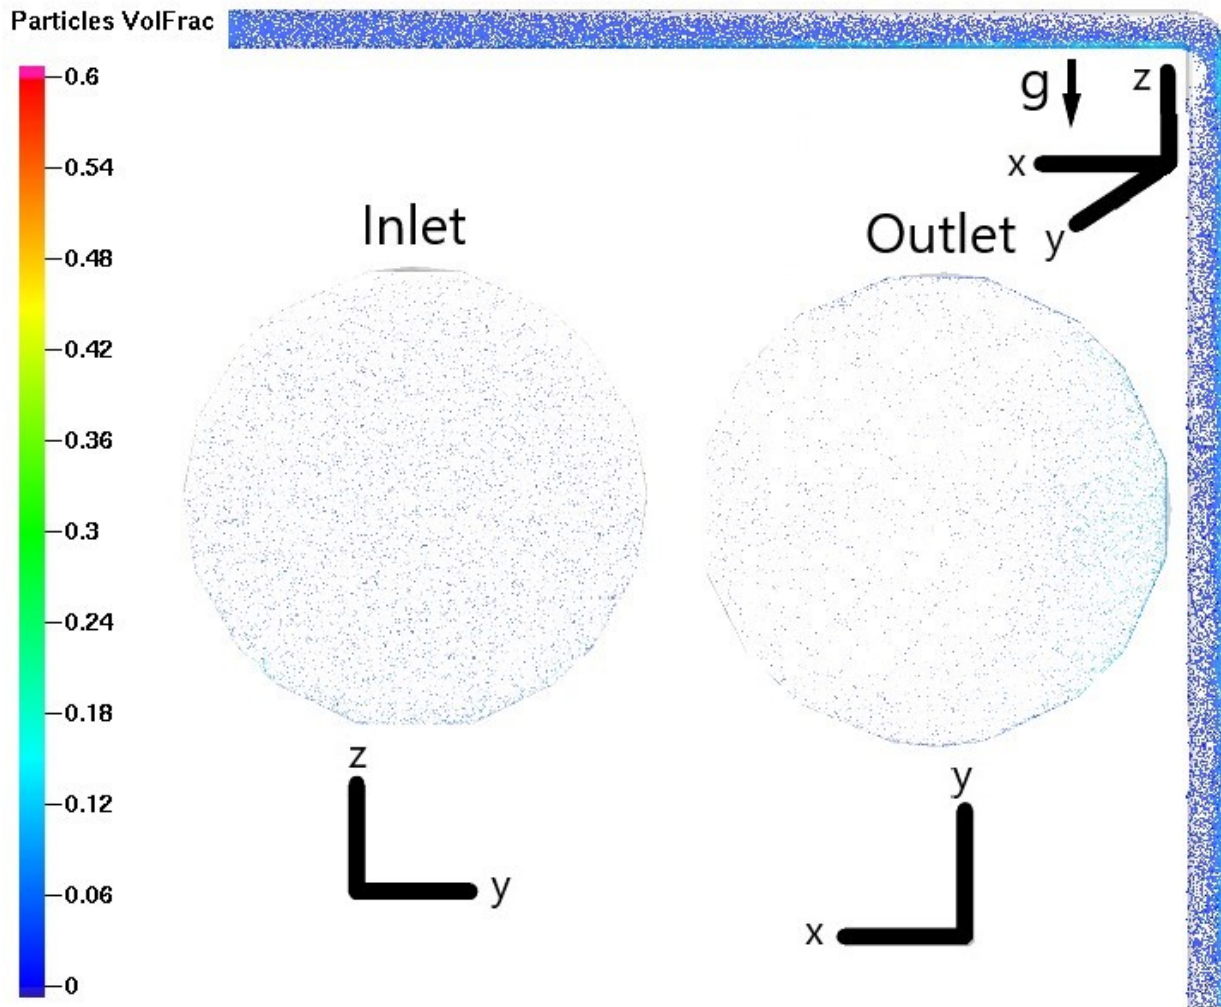 Particles VolFrac
0.6
0.54
0.48
0.42
0.36
0.3
0.24
0.18
0.12
0.06
0
g
z
x
y
Inlet
Outlet
z
y
y
x